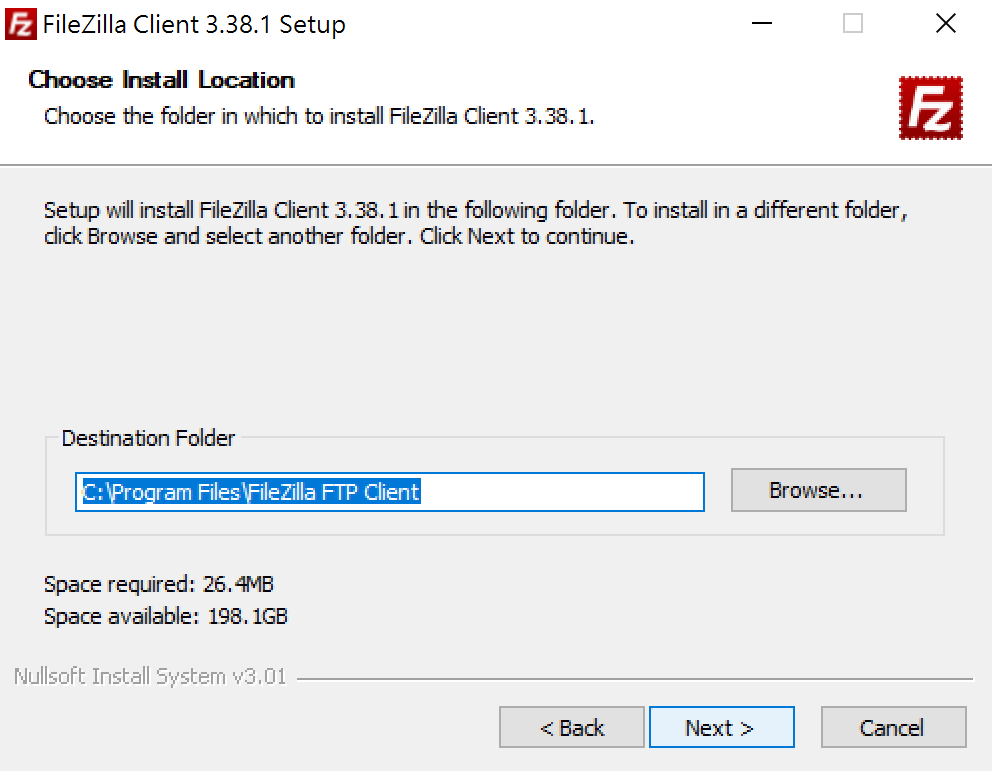 FileZilla Client 3.38.1 Setup
Choose Install Location
Choose the folder in which to install FileZilla Client 3.38.1.
Fz
Setup will install FileZilla Client 3.38.1 in the following folder. To install in a different folder,
click Browse and select another folder. Click Next to continue.
Destination Folder
C:\Program Files\FileZilla FTP Client
Browse...
Space required: 26.4MB
Space available: 198.1GB
Nullsoft Install System v3.01
< Back
Next >
Cancel